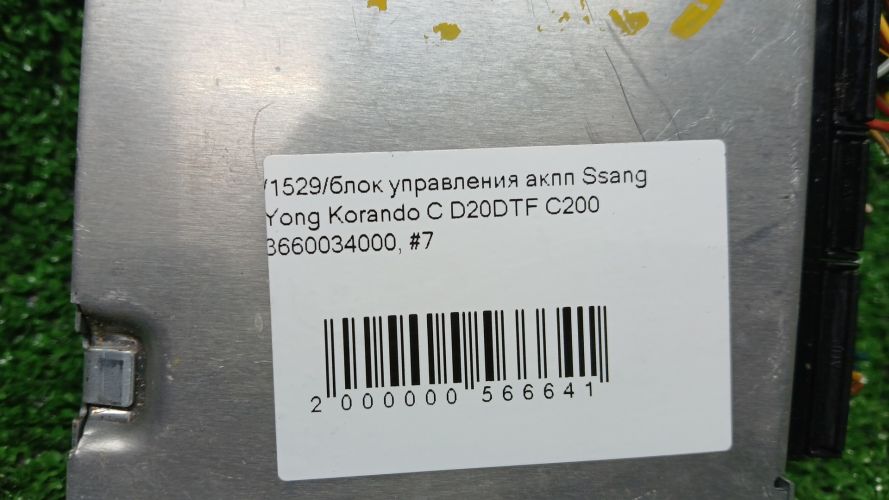 /1529/блок управления акпп Ssang
Yong Korando C D20DTF C200
3660034000, #7
2 000000 566641